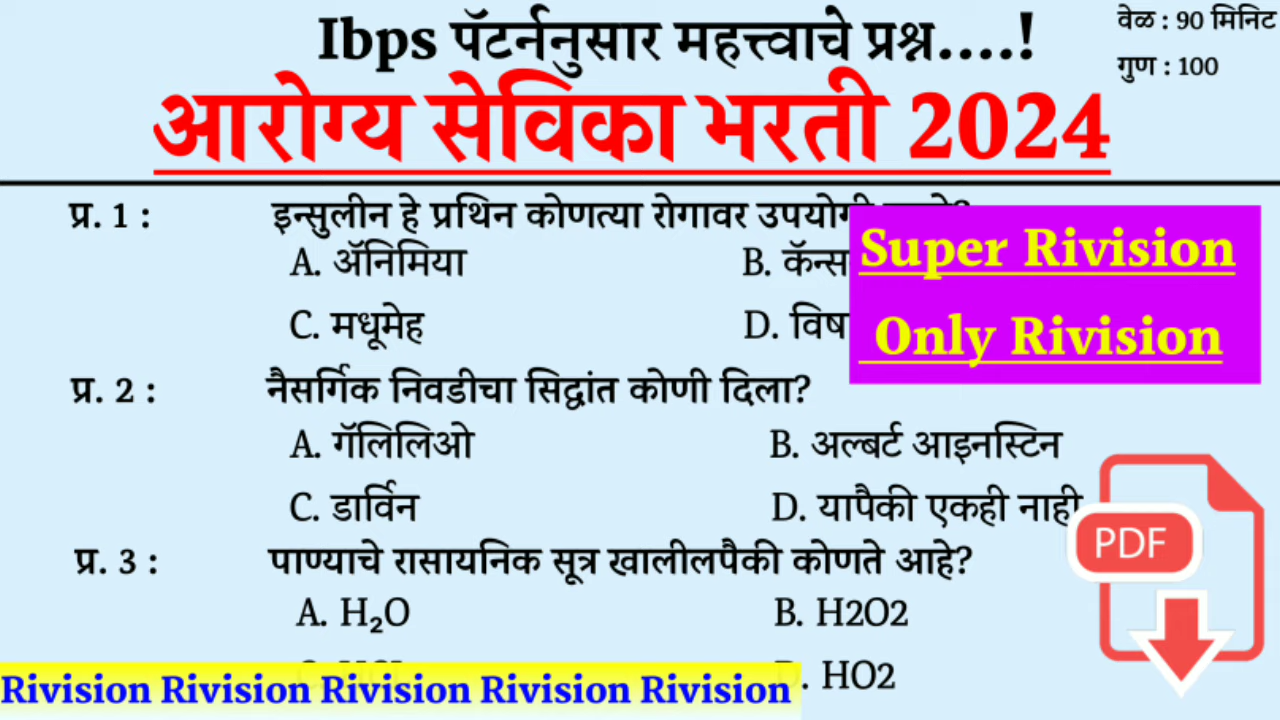 Ibps पॅटर्ननुसार महत्त्वाचे प्रश्न....!
वेळ : 90 मिनिट
गुण : 100
आरोग्य सेविका भरती 2024
प्र. 1 : इन्सुलीन हे प्रथिन कोणत्या रोगावर
A. ॲनिमिया B.
C. मधूमेह D.
Super Rivision
Only Rivision
प्र. 2 : नैसर्गिक निवडीचा सिद्धांत कोणी दिला?
A. गॅलिलिओ B. अल्बर्ट आइनस्टिन
C. डार्विन D. यापैकी एकही नाही
प्र. 3 : पाण्याचे रासायनिक सूत्र खालीलपैकी कोणते आहे?
A. H₂O B. H2O2
HO2
PDF
Rivision Rivision Rivision Rivision Rivision